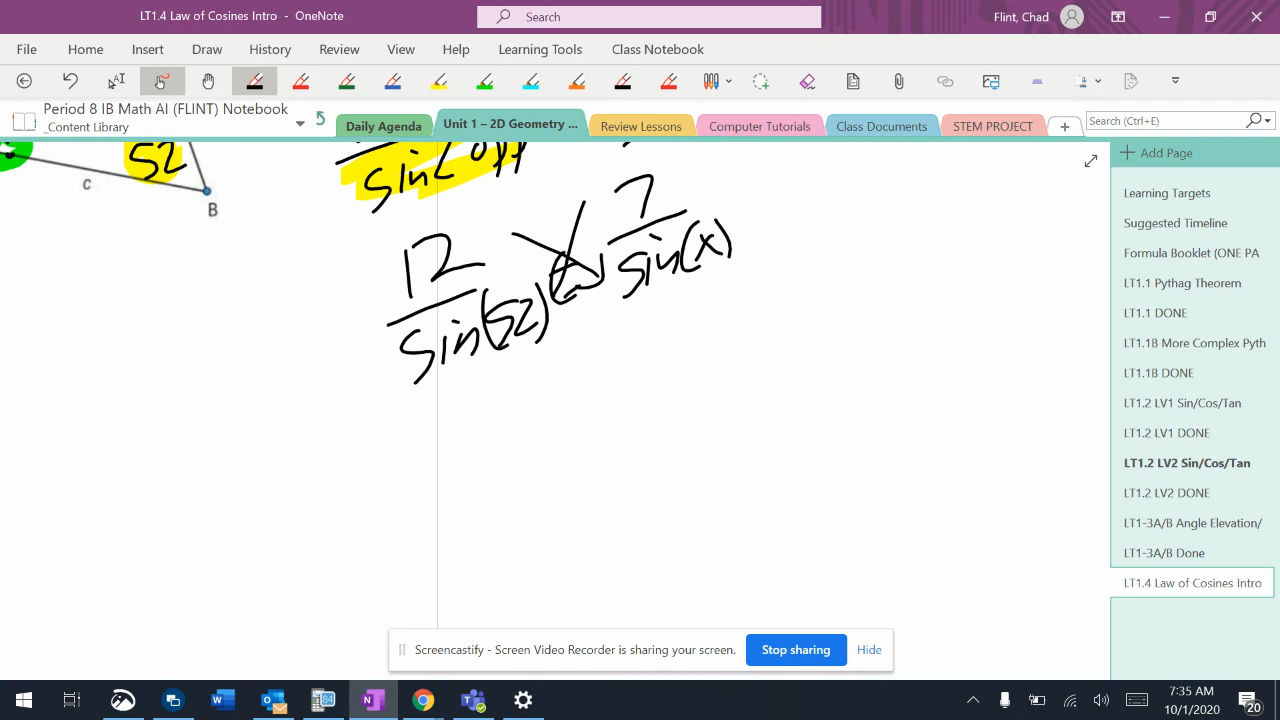 LT1.4 Law of Cosines Intro - OneNote
Search
Flint, Chad
File Home Insert Draw History Review View Help Learning Tools Class Notebook
Period 8 IB Math AI (FLINT) Notebook
_Content Library
Daily Agenda
Unit 1 – 2D Geometry ...
Review Lessons
Computer Tutorials
Class Documents
STEM PROJECT
Search (Ctrl+E)
52
c
B
sin
12
sin(52)
7
sin(x)
Add Page
Learning Targets
Suggested Timeline
Formula Booklet (ONE PA
LT1.1 Pythag Theorem
LT1.1 DONE
LT1.1B More Complex Pyth
LT1.1B DONE
LT1.2 LV1 Sin/Cos/Tan
LT1.2 LV1 DONE
LT1.2 LV2 Sin/Cos/Tan
LT1.2 LV2 DONE
LT1-3A/B Angle Elevation/
LT1-3A/B Done
LT1.4 Law of Cosines Intro
Screencastify - Screen Video Recorder is sharing your screen.
Stop sharing
Hide
84
7:35 AM
10/1/2020
20